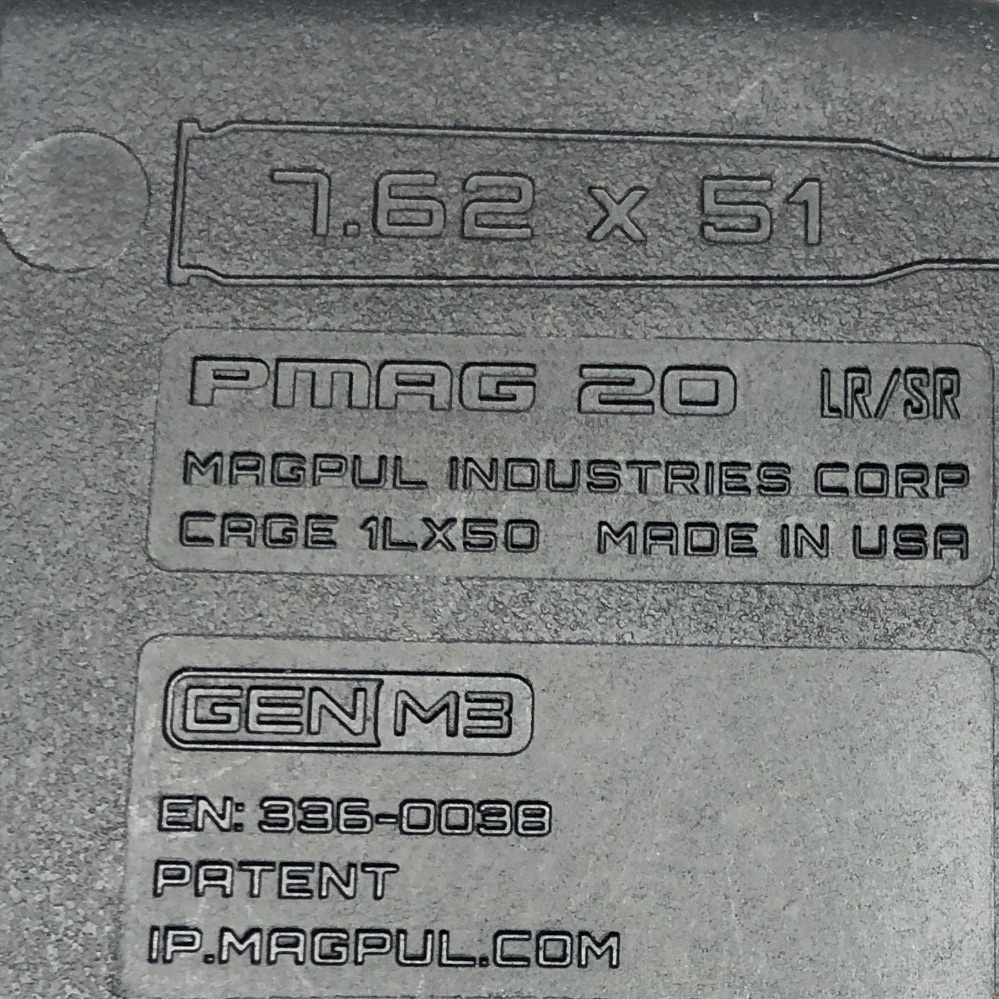 7.62 x 51
PMAG 20 LR/SR
MAGPUL INDUSTRIES CORP
CAGE 1LX50 MADE IN USA
GEN M3
EN: 336-0038
PATENT
IP.MAGPUL.COM